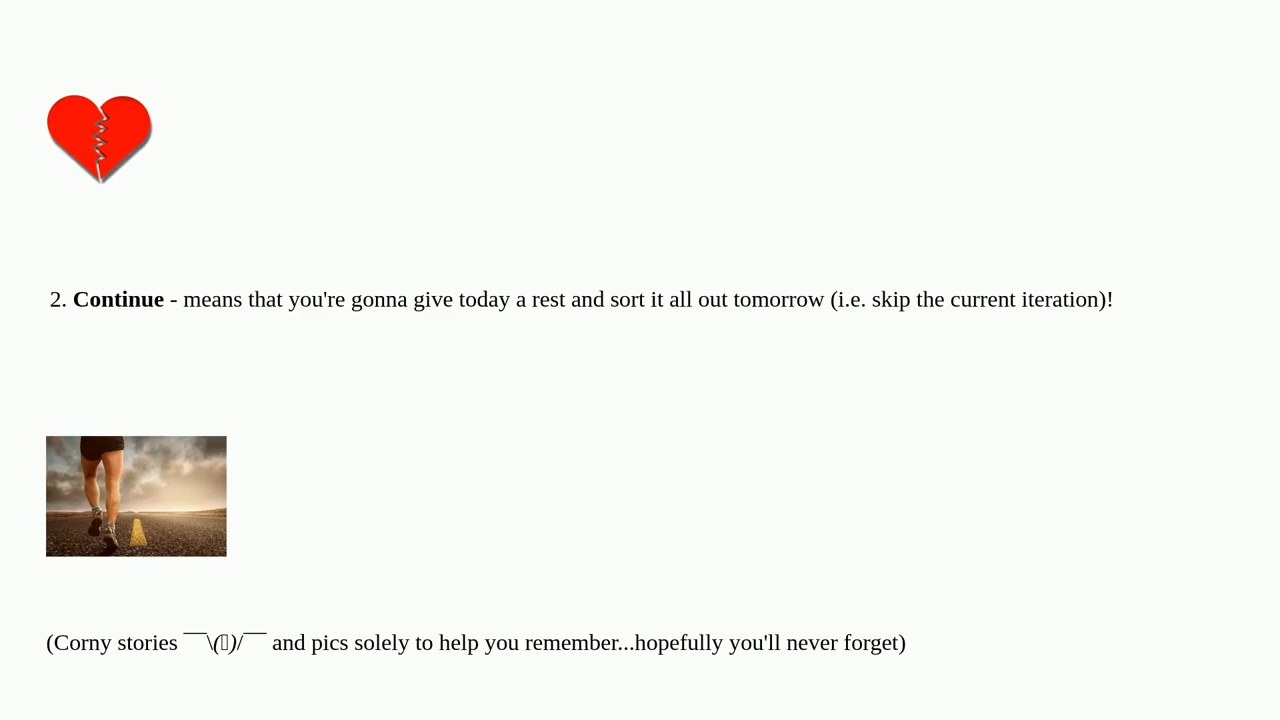 2. Continue - means that you're gonna give today a rest and sort it all out tomorrow (i.e. skip the current iteration)!
(Corny stories ¯\(▯)/¯ and pics solely to help you remember...hopefully you'll never forget)